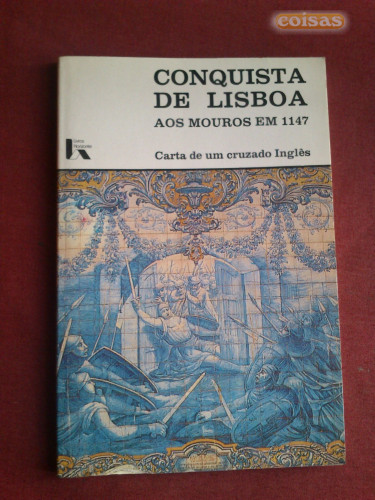 coisas
CONQUISTA
DE LISBOA
AOS MOUROS EM 1147
Carta de um cruzado Inglês